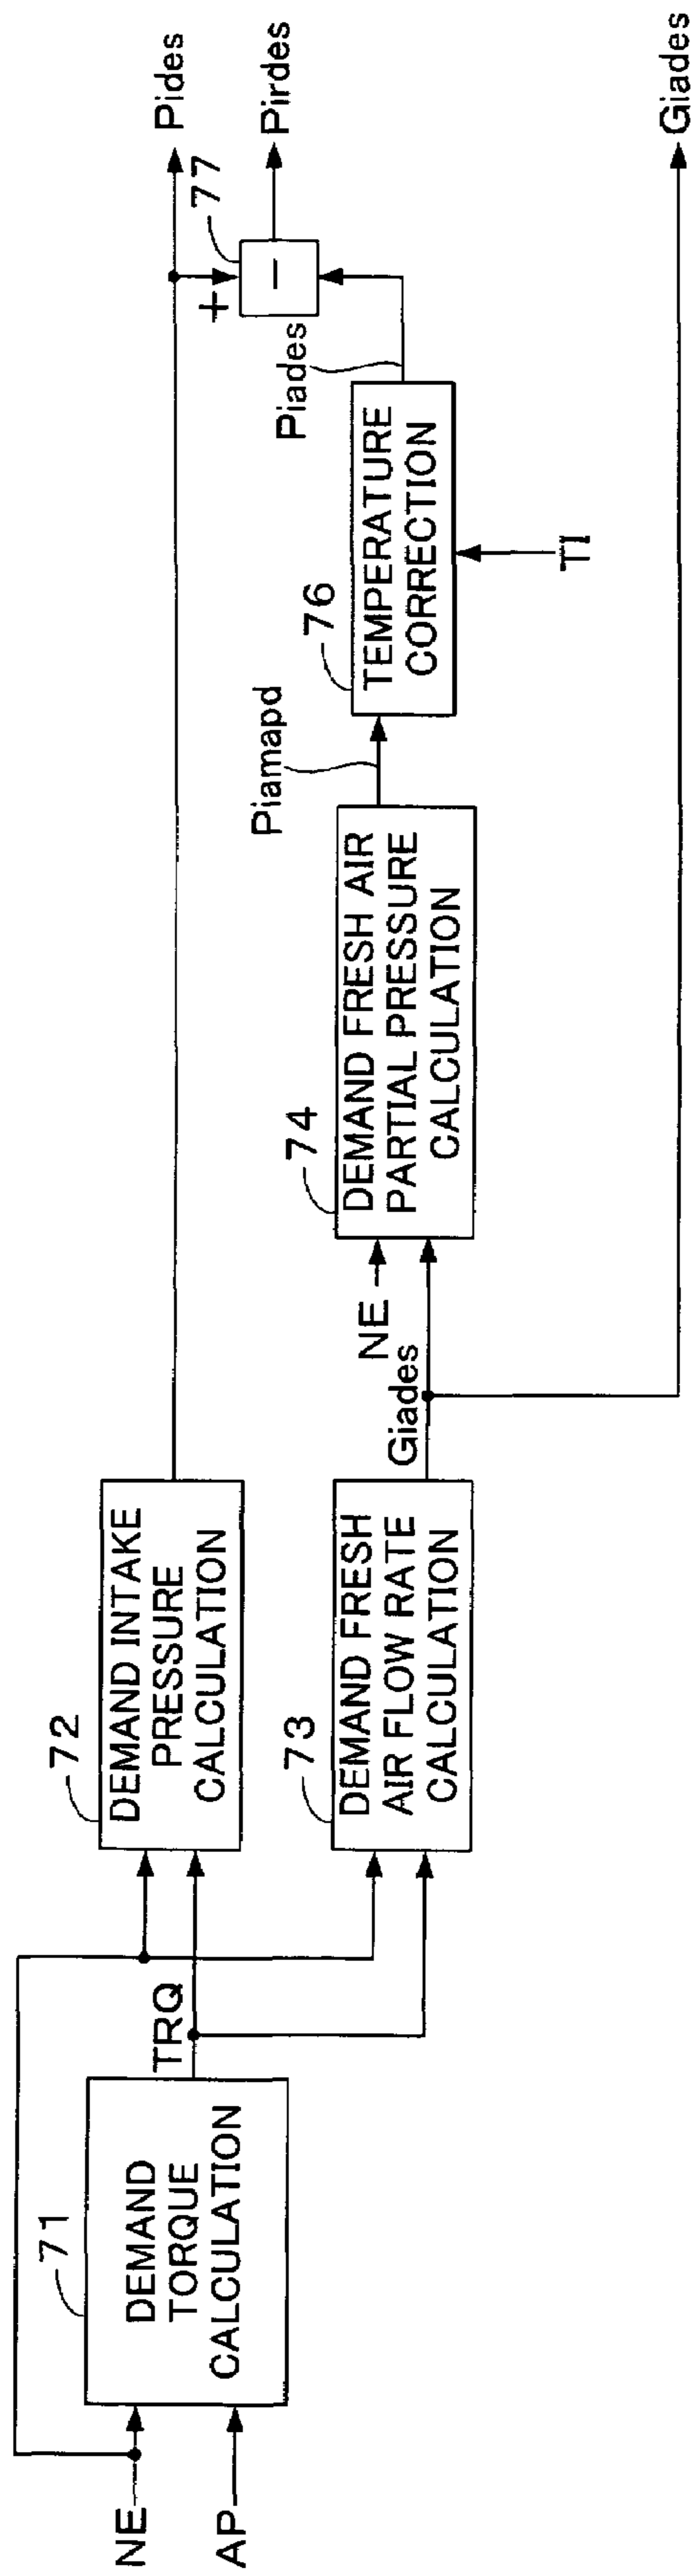 NE
AP
71
DEMAND
TORQUE
CALCULATION
TRQ
72
DEMAND INTAKE
PRESSURE
CALCULATION
73
DEMAND FRESH
AIR FLOW RATE
CALCULATION
Giades
NE
74
DEMAND FRESH AIR
PARTIAL PRESSURE
CALCULATION
Piamapd
76
TEMPERATURE
CORRECTION
TI
Piades
+
77
−
Pides
Pirdes
Giades